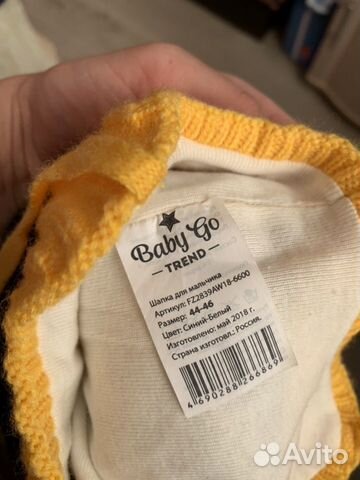 Baby Go
TREND
Шапка для мальчика
Артикул: FZ2839AW18-6600
Размер: 44-46
Цвет: Синий-Белый
Изготовлено: май 2018 г.
Страна изготовл.: Россия.
4690288266869
Avito